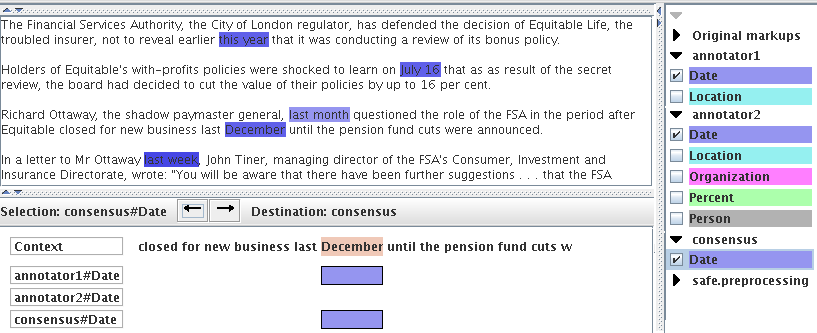 The Financial Services Authority, the City of London regulator, has defended the decision of Equitable Life, the
troubled insurer, not to reveal earlier this year that it was conducting a review of its bonus policy.
Holders of Equitable's with-profits policies were shocked to learn on July 16 that as as result of the secret
review, the board had decided to cut the value of their policies by up to 16 per cent.
Richard Ottaway, the shadow paymaster general, last month questioned the role of the FSA in the period after
Equitable closed for new business last December until the pension fund cuts were announced.
In a letter to Mr Ottaway last week, John Tiner, managing director of the FSA's Consumer, Investment and
Insurance Directorate, wrote: "You will be aware that there have been further suggestions . . . that the FSA
Selection: consensus#Date Destination: consensus
Context closed for new business last December until the pension fund cuts w
annotator1#Date
annotator2#Date
consensus#Date
Original markups
annotator1
Date
Location
annotator2
Date
Location
Organization
Percent
Person
consensus
Date
safe.preprocessing